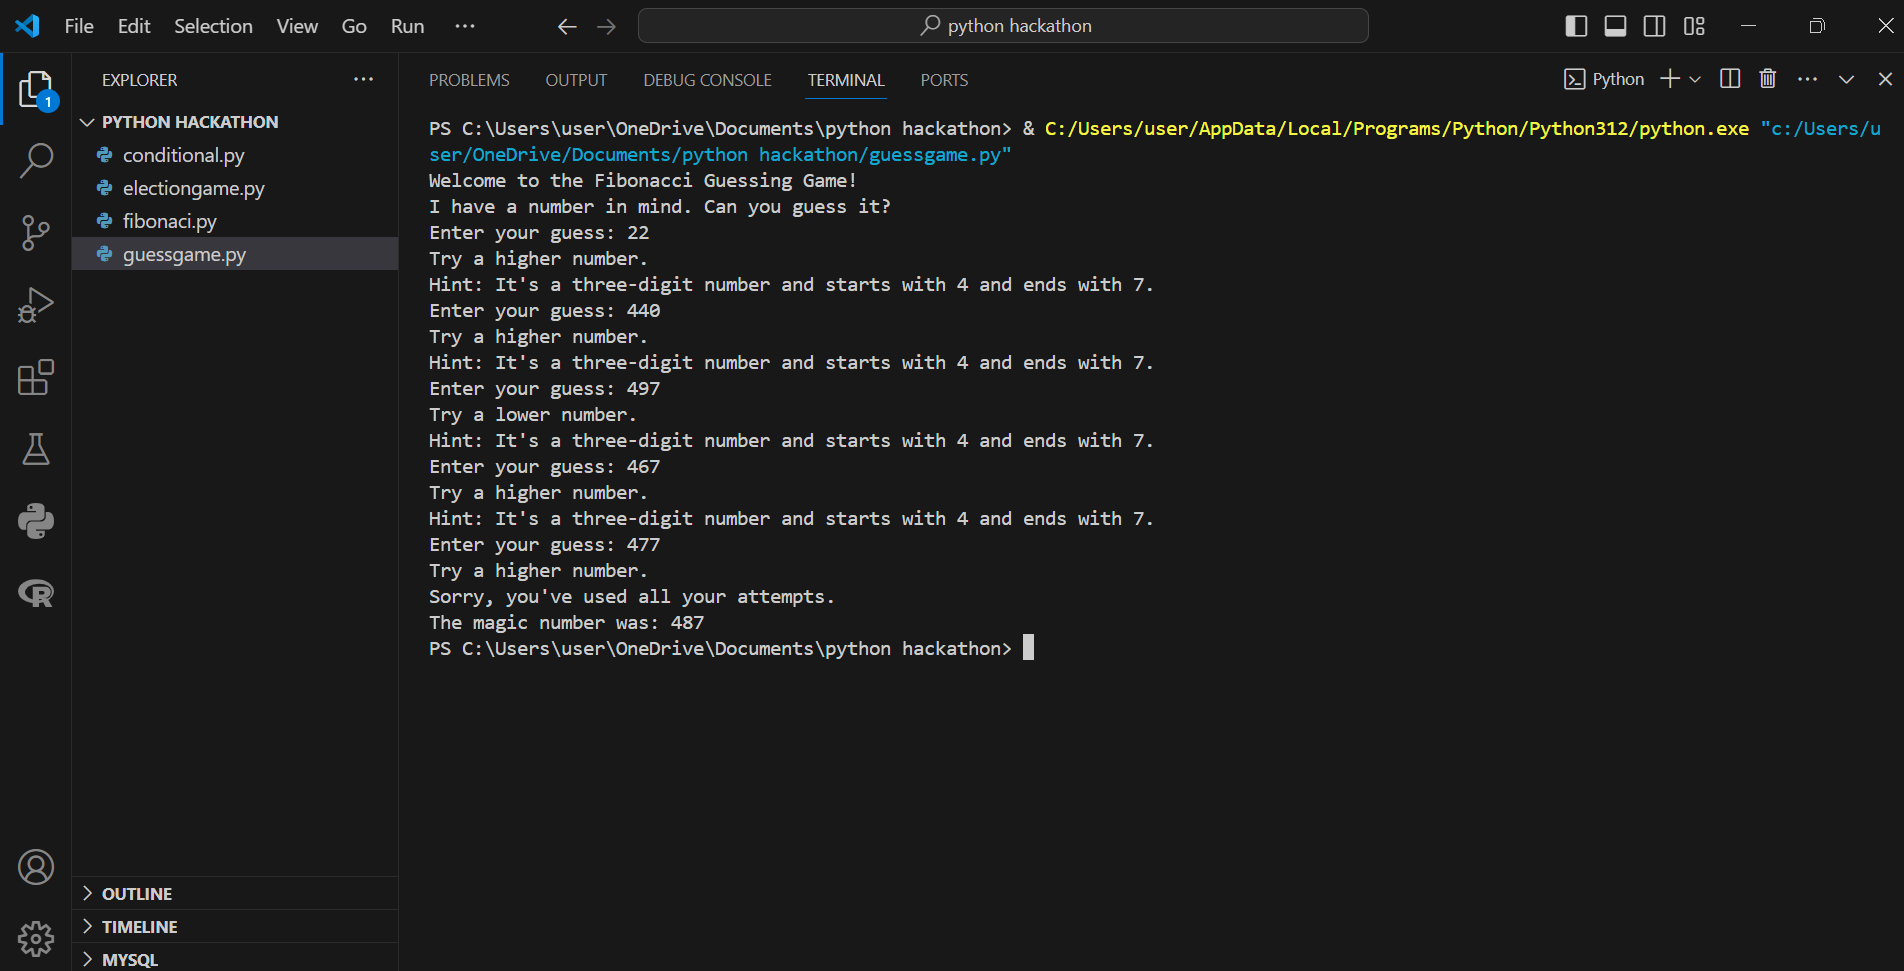 File Edit Selection View Go Run ···
python hackathon
EXPLORER ···
PYTHON HACKATHON
conditional.py
electiongame.py
fibonaci.py
guessgame.py
OUTLINE
TIMELINE
MYSQL
1
R
PROBLEMS OUTPUT DEBUG CONSOLE TERMINAL PORTS
Python
PS C:\Users\user\OneDrive\Documents\python hackathon> & C:/Users/user/AppData/Local/Programs/Python/Python312/python.exe "c:/Users/u
ser/OneDrive/Documents/python hackathon/guessgame.py"
Welcome to the Fibonacci Guessing Game!
I have a number in mind. Can you guess it?
Enter your guess: 22
Try a higher number.
Hint: It's a three-digit number and starts with 4 and ends with 7.
Enter your guess: 440
Try a higher number.
Hint: It's a three-digit number and starts with 4 and ends with 7.
Enter your guess: 497
Try a lower number.
Hint: It's a three-digit number and starts with 4 and ends with 7.
Enter your guess: 467
Try a higher number.
Hint: It's a three-digit number and starts with 4 and ends with 7.
Enter your guess: 477
Try a higher number.
Sorry, you've used all your attempts.
The magic number was: 487
PS C:\Users\user\OneDrive\Documents\python hackathon>